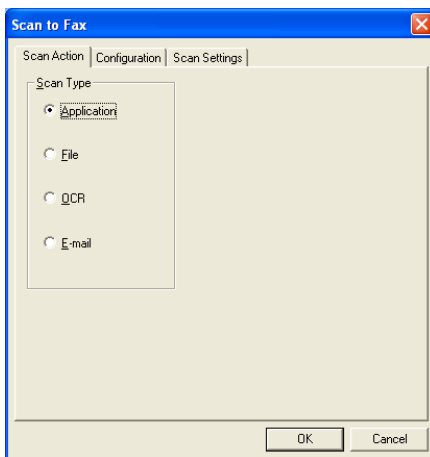 Scan to Fax
Scan Action Configuration Scan Settings
Scan Type
Application
File
OCR
E-mail
OK Cancel